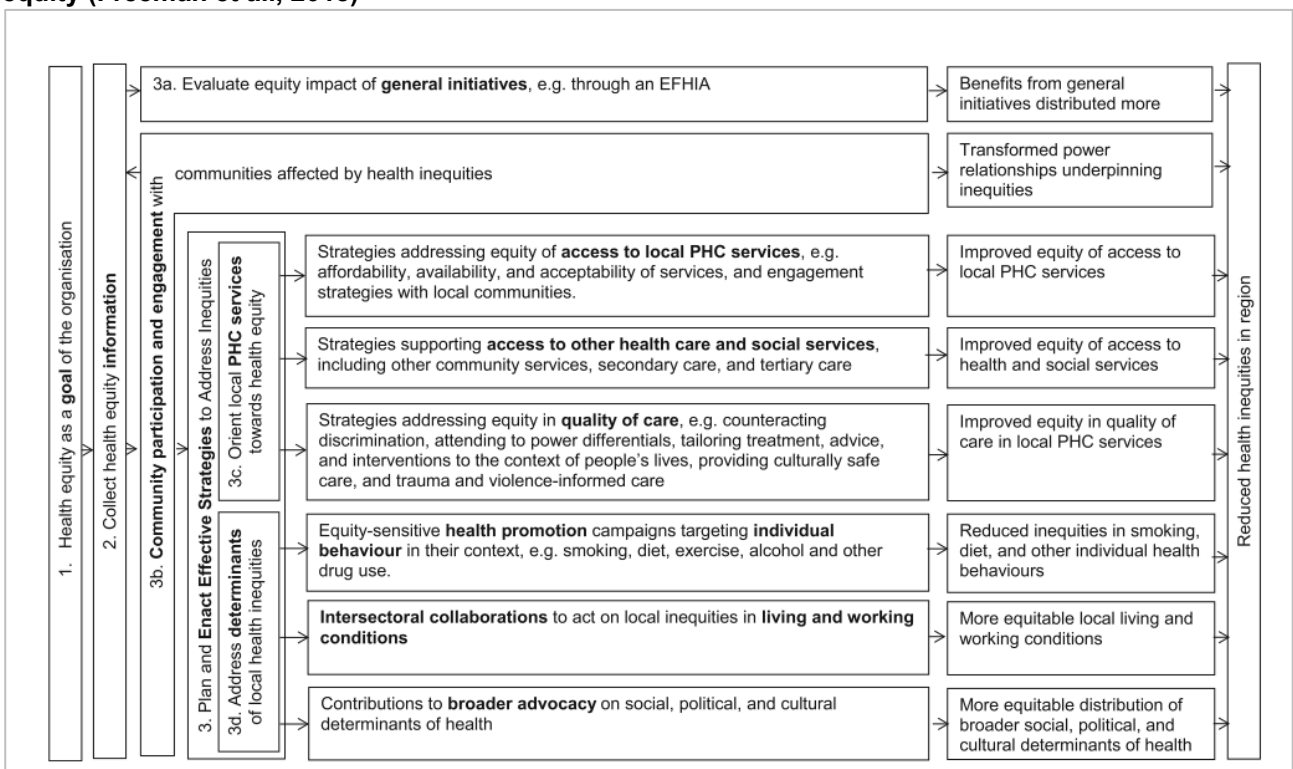 1. Health equity as a goal of the organisation
2. Collect health equity information
3a. Evaluate equity impact of general initiatives, e.g. through an EFHIA
Benefits from general
initiatives distributed more
3b. Community participation and engagement with
communities affected by health inequities
Transformed power
relationships underpinning
inequities
3. Plan and Enact Effective Strategies to Address Inequities
3c. Orient local PHC services
towards health equity
Strategies addressing equity of access to local PHC services, e.g.
affordability, availability, and acceptability of services, and engagement
strategies with local communities.
Improved equity of access to
local PHC services
Strategies supporting access to other health care and social services,
including other community services, secondary care, and tertiary care
Improved equity of access to
health and social services
Strategies addressing equity in quality of care, e.g. counteracting
discrimination, attending to power differentials, tailoring treatment, advice,
and interventions to the context of people's lives, providing culturally safe
care, and trauma and violence-informed care
Improved equity in quality of
care in local PHC services
3d. Address determinants
of local health inequities
Equity-sensitive health promotion campaigns targeting individual
behaviour in their context, e.g. smoking, diet, exercise, alcohol and other
drug use.
Reduced inequities in smoking,
diet, and other individual health
behaviours
Intersectoral collaborations to act on local inequities in living and working
conditions
More equitable local living and
working conditions
Contributions to broader advocacy on social, political, and cultural
determinants of health
More equitable distribution of
broader social, political, and
cultural determinants of health
Reduced health inequities in region